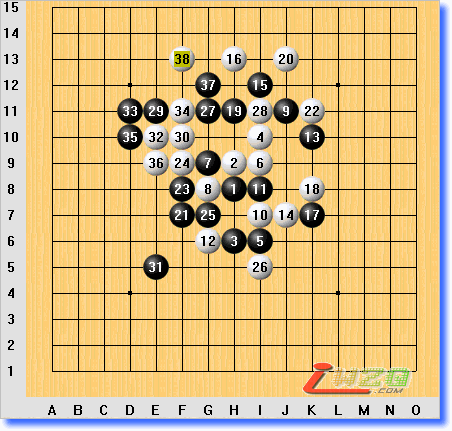 15
14
13 38 16 20
12 37 15
11 33 29 34 27 19 28 9 22
10 35 32 30 4 13
9 36 24 7 2 6
8 23 8 1 11 18
7 21 25 10 14 17
6 12 3 5
5 31 26
4
3
2
1
iWZQ
.COM
A B C D E F G H I J K L M N O